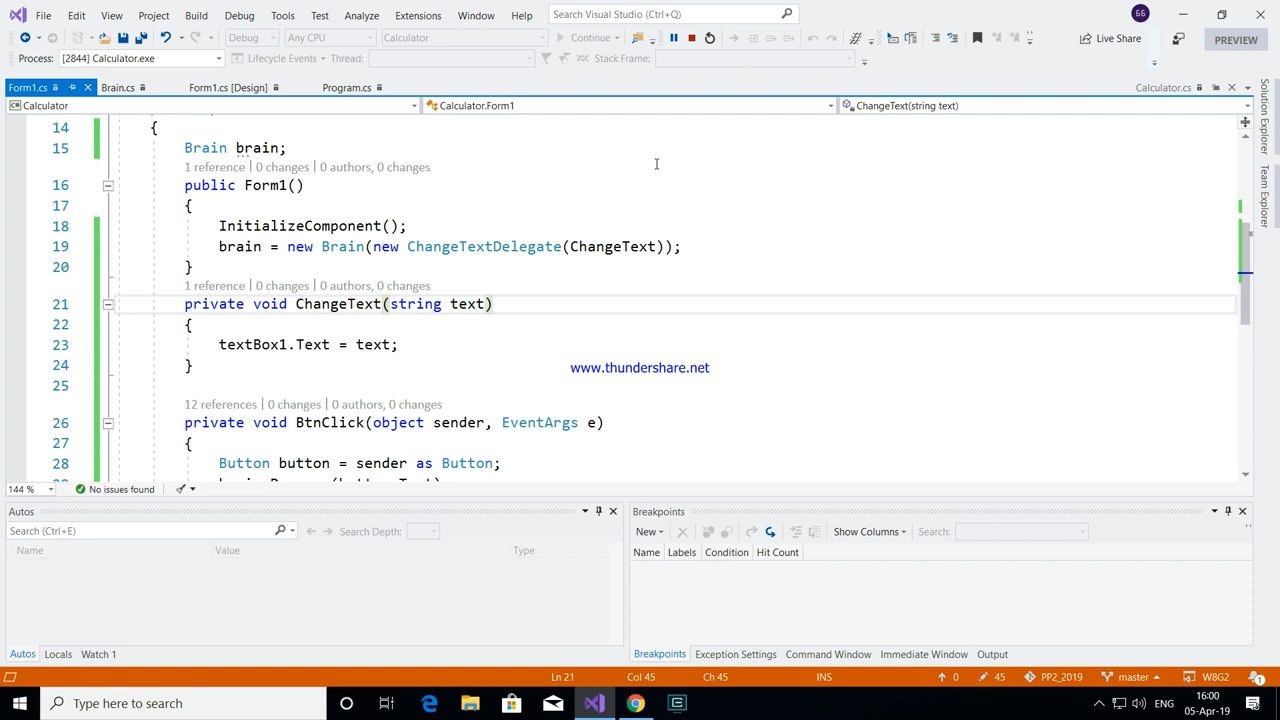 File Edit View Project Build Debug Tools Test Analyze Extensions Window Help Search Visual Studio (Ctrl+Q) ББ
Debug Any CPU Calculator Continue Live Share PREVIEW
Process: [2844] Calculator.exe Lifecycle Events Thread: Stack Frame:
Form1.cs Brain.cs Form1.cs [Design] Program.cs Calculator.cs
Calculator Calculator.Form1 ChangeText(string text)
Solution Explorer
Team Explorer
14 {
15 Brain brain;
1 reference | 0 changes | 0 authors, 0 changes
16 public Form1()
17 {
18 InitializeComponent();
19 brain = new Brain(new ChangeTextDelegate(ChangeText));
20 }
1 reference | 0 changes | 0 authors, 0 changes
21 private void ChangeText(string text)
22 {
23 textBox1.Text = text;
24 }
www.thundershare.net
25
12 references | 0 changes | 0 authors, 0 changes
26 private void BtnClick(object sender, EventArgs e)
27 {
28 Button button = sender as Button;
144 % No issues found
Autos
Search (Ctrl+E) Search Depth:
Name Value Type
Autos Locals Watch 1
Breakpoints
New Show Columns Search:
Name Labels Condition Hit Count
Breakpoints Exception Settings Command Window Immediate Window Output
Ln 21 Col 45 Ch 45 INS 0 45 PP2_2019 master W8G2 1
Type here to search ENG 16:00
05-Apr-19